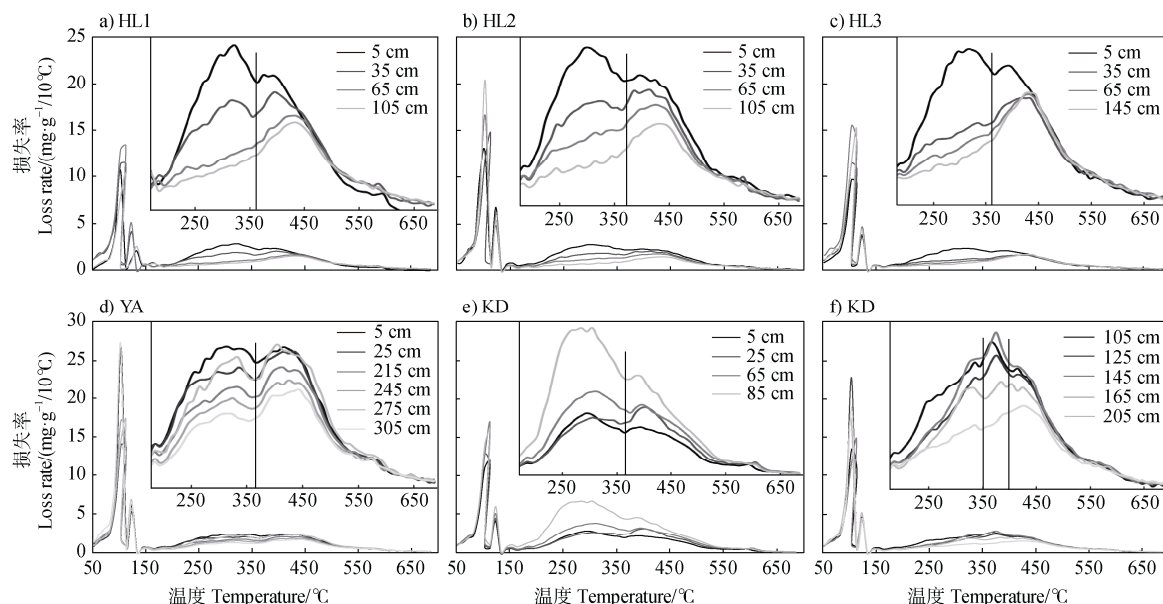 a) HL1
b) HL2
c) HL3
25
20
15
10
5
0
损失率
Loss rate/(mg·g⁻¹/10℃)
5 cm
35 cm
65 cm
105 cm
250 350 450 550 650
5 cm
35 cm
65 cm
105 cm
250 350 450 550 650
5 cm
35 cm
65 cm
145 cm
250 350 450 550 650
d) YA
e) KD
f) KD
30
25
20
15
10
5
0
损失率
Loss rate/(mg·g⁻¹/10℃)
5 cm
25 cm
215 cm
245 cm
275 cm
305 cm
250 350 450 550 650
5 cm
25 cm
65 cm
85 cm
250 350 450 550 650
105 cm
125 cm
145 cm
165 cm
205 cm
250 350 450 550 650
50 150 250 350 450 550 650
50 150 250 350 450 550 650
50 150 250 350 450 550 650
温度 Temperature/℃
温度 Temperature/℃
温度 Temperature/℃